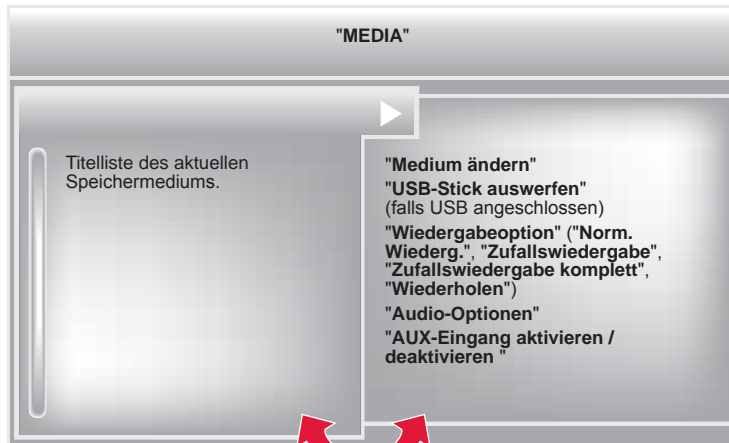 "MEDIA"
Titelliste des aktuellen
Speichermediums.
"Medium ändern"
"USB-Stick auswerfen"
(falls USB angeschlossen)
"Wiedergabeoption" ("Norm.
Wiederg.", "Zufallswiedergabe",
"Zufallswiedergabe komplett",
"Wiederholen")
"Audio-Optionen"
"AUX-Eingang aktivieren /
deaktivieren "